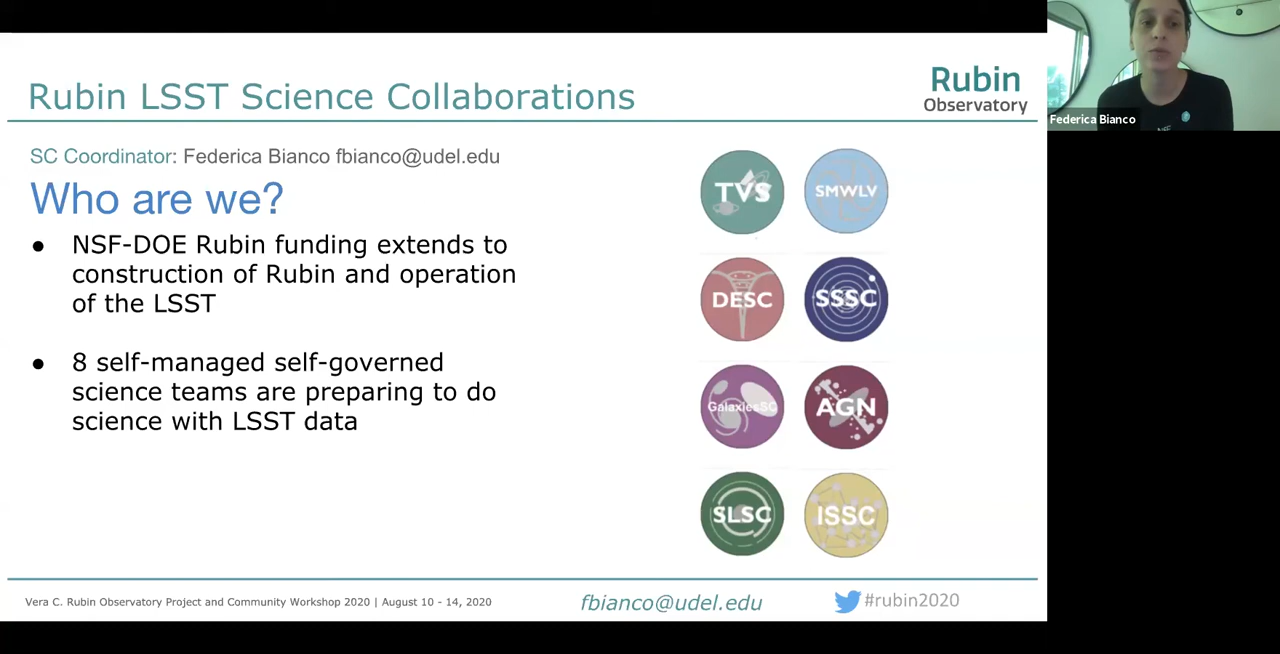 Rubin LSST Science Collaborations
Rubin
Observatory
Federica Bianco
SC Coordinator: Federica Bianco fbianco@udel.edu
Who are we?
● NSF-DOE Rubin funding extends to
construction of Rubin and operation
of the LSST
● 8 self-managed self-governed
science teams are preparing to do
science with LSST data
TVS
SMWLV
DESC
SSSC
GalaxiesSC
AGN
SLSC
ISSC
Vera C. Rubin Observatory Project and Community Workshop 2020 | August 10 - 14, 2020
fbianco@udel.edu
#rubin2020